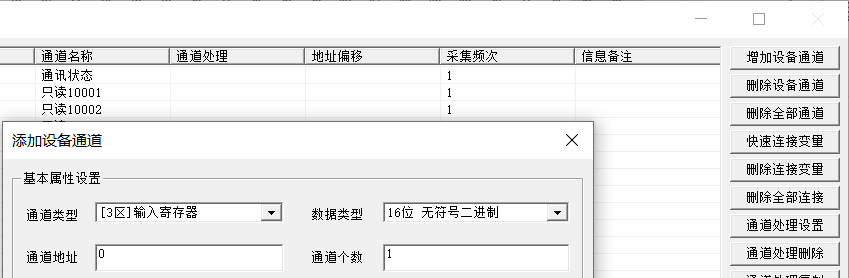 通道名称 通道处理 地址偏移 采集频次 信息备注
通讯状态 1
只读10001 1
只读10002 1
增加设备通道
删除设备通道
删除全部通道
快速连接变量
删除连接变量
删除全部连接
通道处理设置
通道处理删除
添加设备通道
基本属性设置
通道类型 [3区]输入寄存器 数据类型 16位 无符号二进制
通道地址 0 通道个数 1